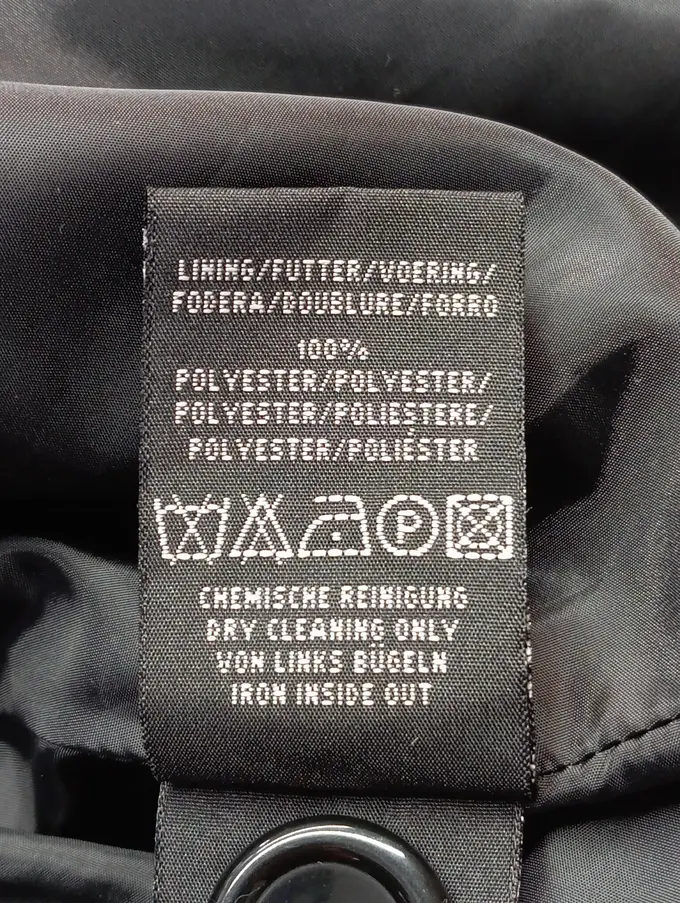 LINING/FUTTER/VOERING/
FODERA/DOUBLURE/FORRO
100%
POLYESTER/POLYESTER/
POLYESTER/POLIESTERE/
POLYESTER/POLIÉSTER
P
CHEMISCHE REINIGUNG
DRY CLEANING ONLY
VON LINKS BÜGELN
IRON INSIDE OUT